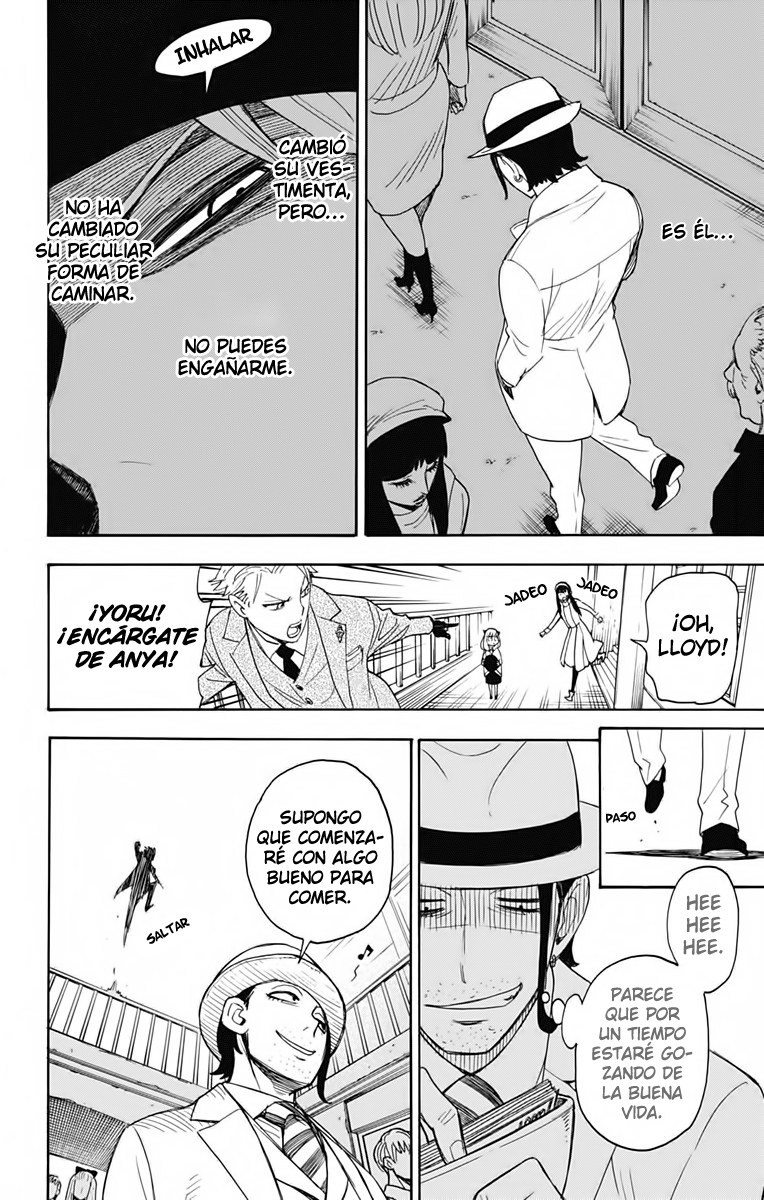 ES ÉL...
INHALAR
CAMBIÓ
SU VES-
TIMENTA,
PERO...
NO HA
CAMBIADO
SU PECULIAR
FORMA DE
CAMINAR.
NO PUEDES
ENGAÑARME.
¡OH,
LLOYD!
JADEO
JADEO
¡YORU!
¡ENCÁRGATE
DE ANYA!
PASO
HEE
HEE
HEE.
PARECE
QUE POR
UN TIEMPO
ESTARÉ GO-
ZANDO DE
LA BUENA
VIDA.
SUPONGO
QUE COMENZA-
RÉ CON ALGO
BUENO PARA
COMER.
SALTAR